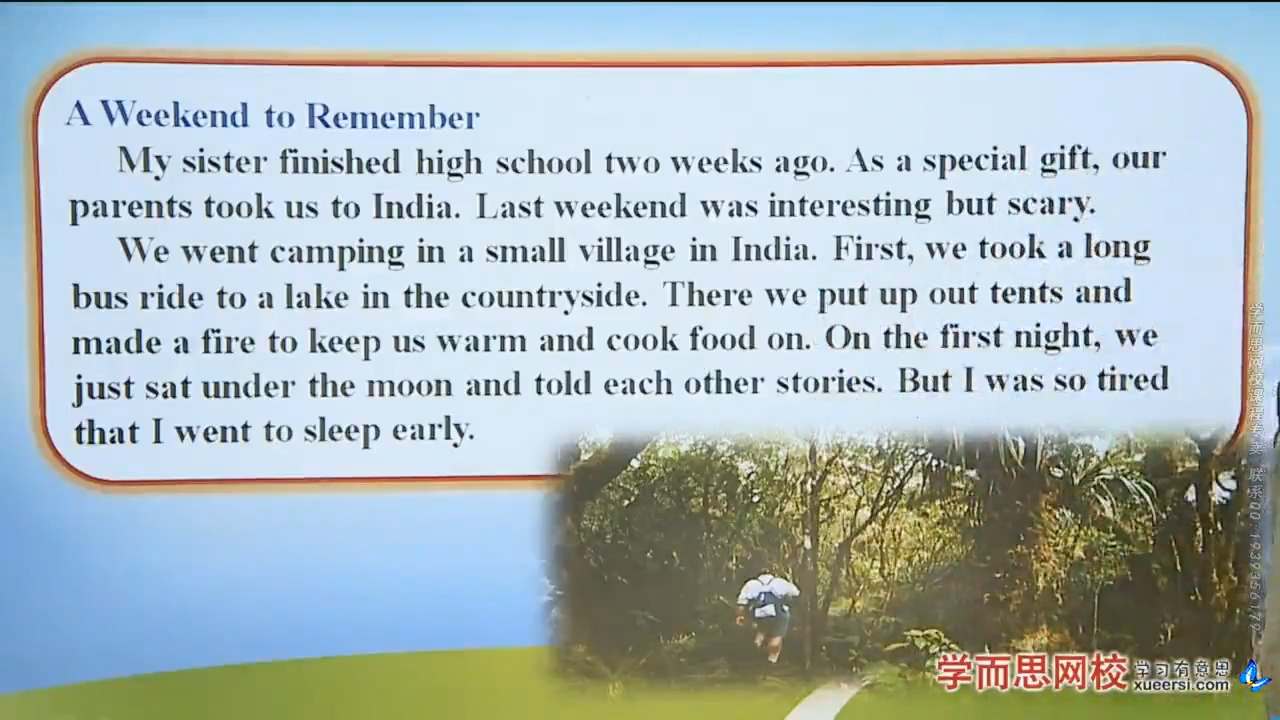 A Weekend to Remember
My sister finished high school two weeks ago. As a special gift, our
parents took us to India. Last weekend was interesting but scary.
We went camping in a small village in India. First, we took a long
bus ride to a lake in the countryside. There we put up out tents and
made a fire to keep us warm and cook food on. On the first night, we
just sat under the moon and told each other stories. But I was so tired
that I went to sleep early.
学而思网校 学习有意思
xueersi.com